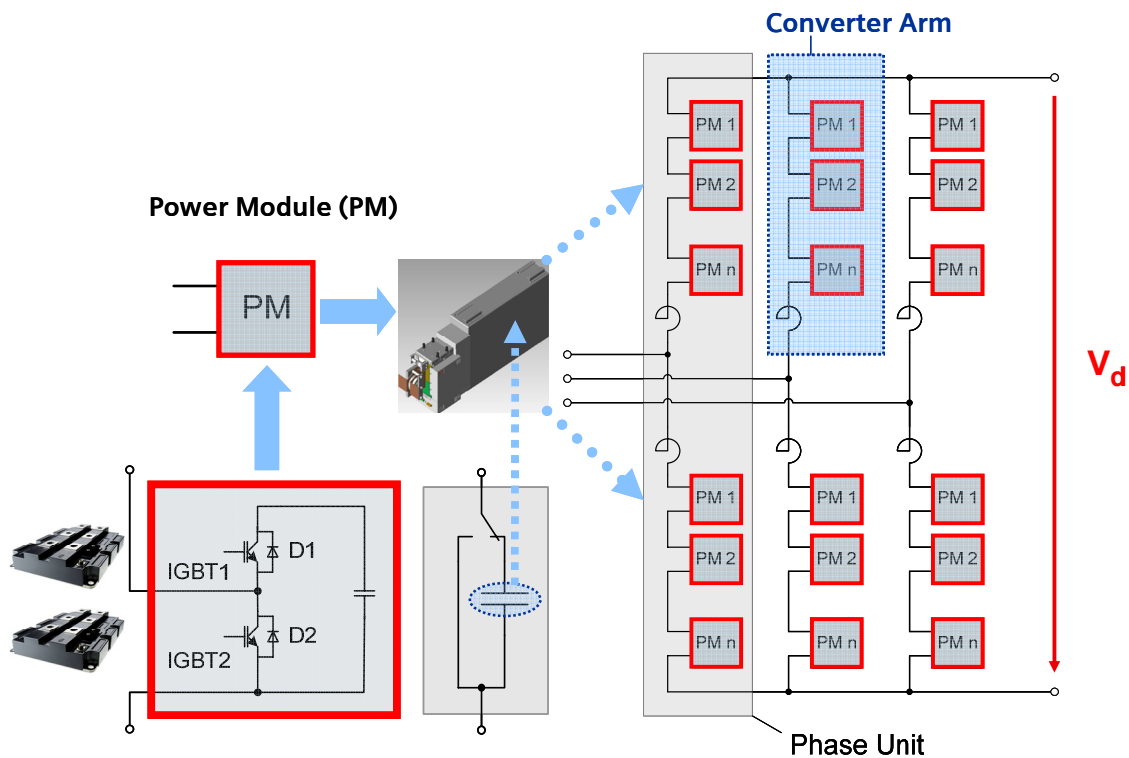 Converter Arm
Power Module (PM)
PM
IGBT1
D1
IGBT2
D2
PM 1
PM 1
PM 1
PM 2
PM 2
PM 2
PM n
PM n
PM n
Vd
PM 1
PM 1
PM 1
PM 2
PM 2
PM 2
PM n
PM n
PM n
Phase Unit